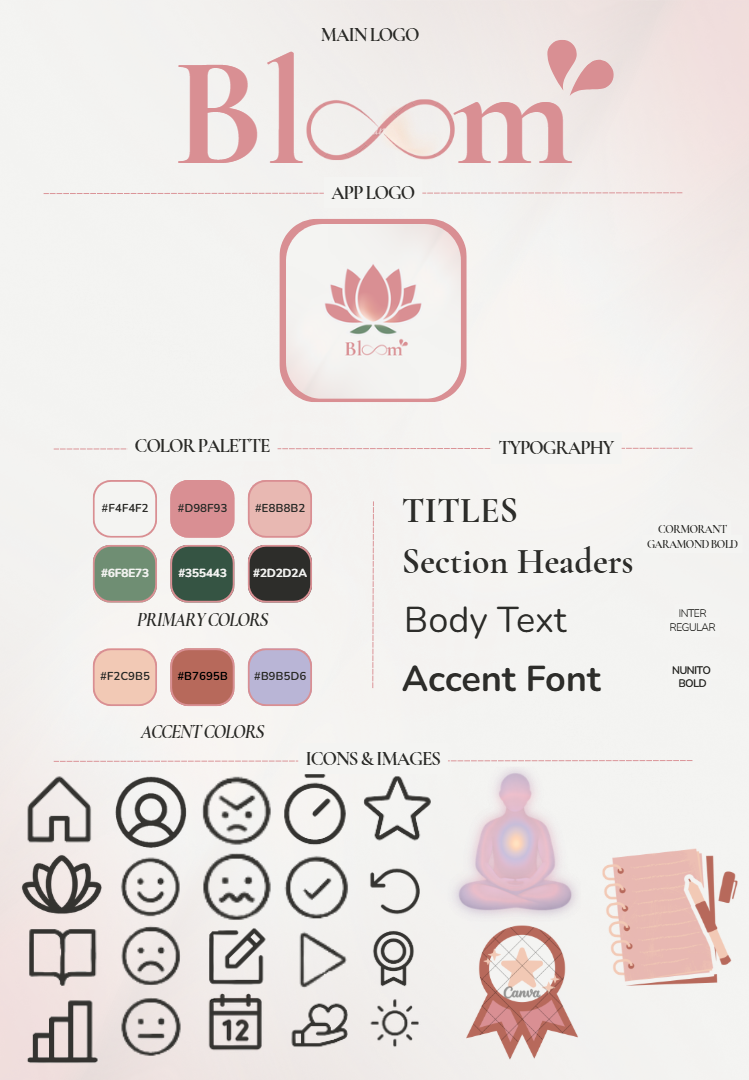 MAIN LOGO
Bloom
APP LOGO
Bloom
COLOR PALETTE
TYPOGRAPHY
#F4F4F2
#D98F93
#E8B8B2
#6F8E73
#355443
#2D2D2A
PRIMARY COLORS
#F2C9B5
#B7695B
#B9B5D6
ACCENT COLORS
TITLES
CORMORANT
GARAMOND BOLD
Section Headers
Body Text
INTER
REGULAR
Accent Font
NUNITO
BOLD
ICONS & IMAGES
12
Canva